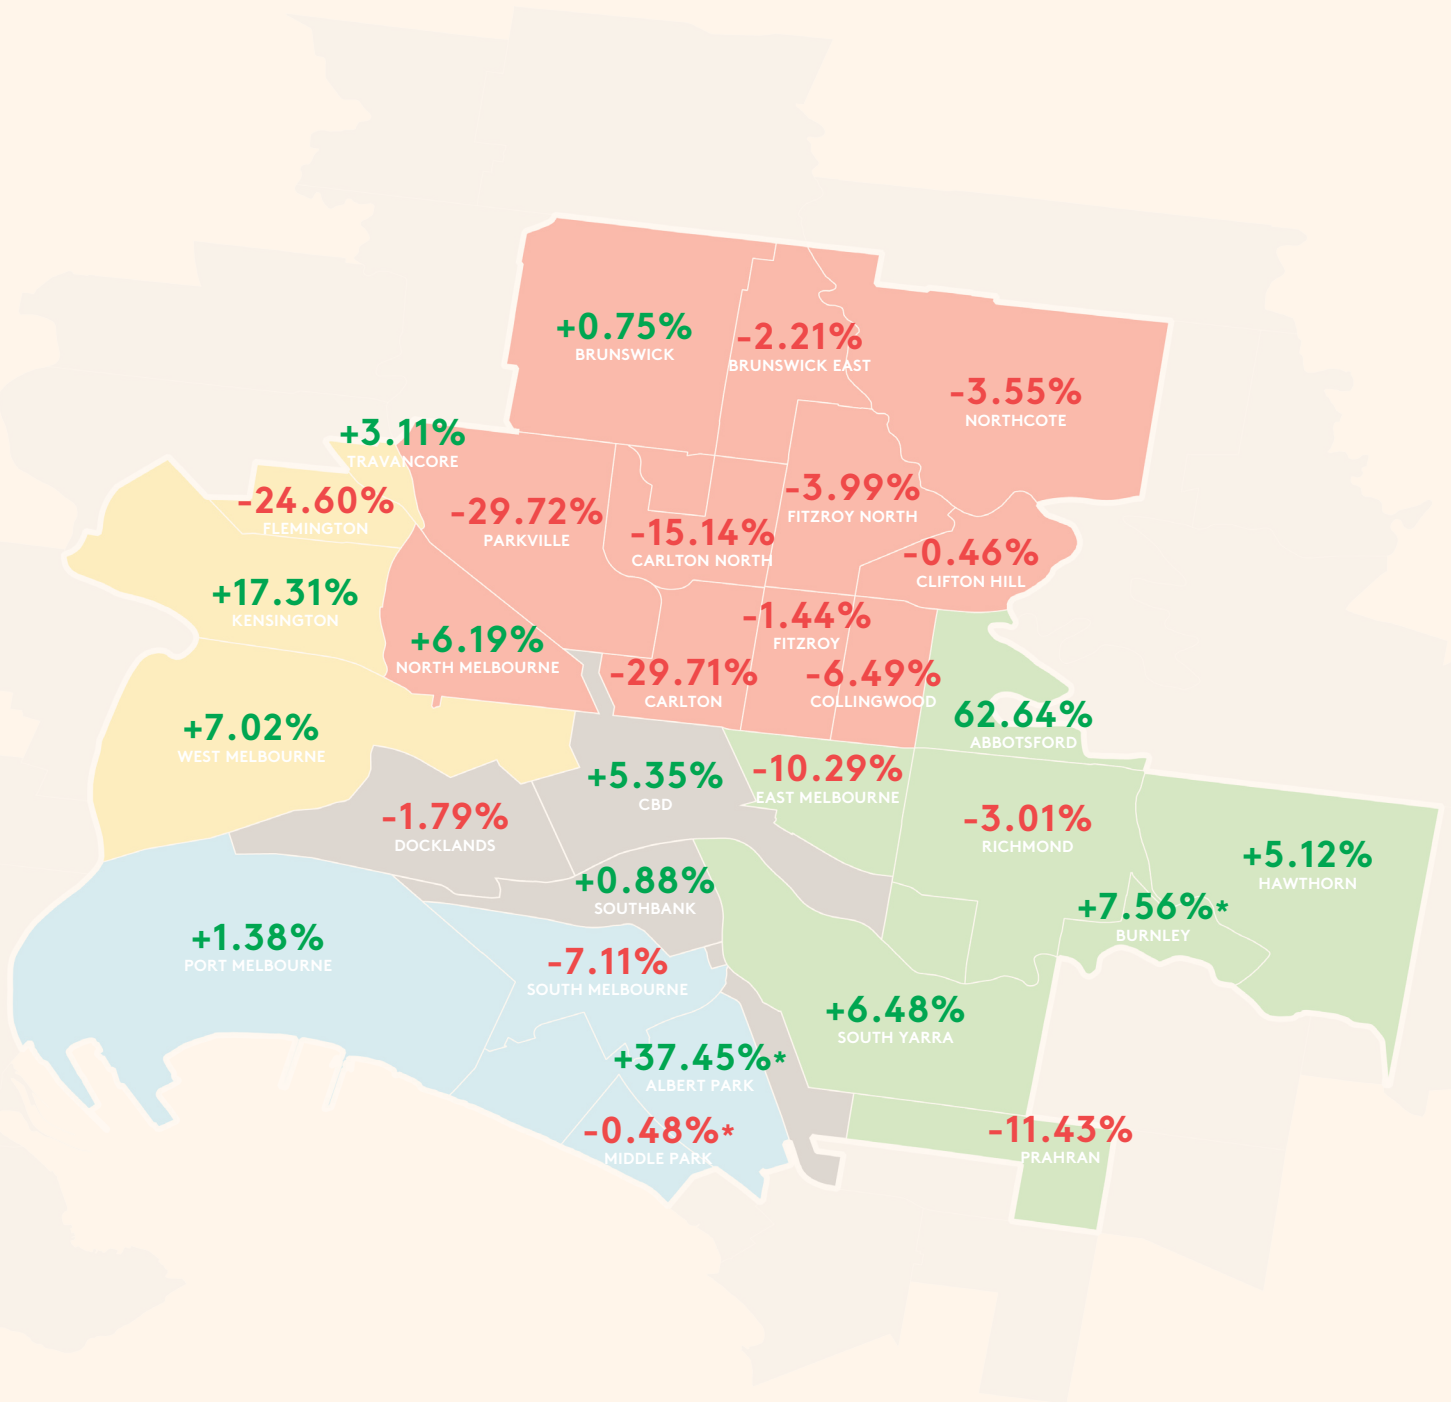 +0.75%
BRUNSWICK
-2.21%
BRUNSWICK EAST
-3.55%
NORTHCOTE
+3.11%
TRAVANCORE
-24.60%
FLEMINGTON
-29.72%
PARKVILLE
-15.14%
CARLTON NORTH
-3.99%
FITZROY NORTH
-0.46%
CLIFTON HILL
+17.31%
KENSINGTON
+6.19%
NORTH MELBOURNE
-29.71%
CARLTON
-1.44%
FITZROY
-6.49%
COLLINGWOOD
62.64%
ABBOTSFORD
+7.02%
WEST MELBOURNE
-1.79%
DOCKLANDS
+5.35%
CBD
-10.29%
EAST MELBOURNE
-3.01%
RICHMOND
+5.12%
HAWTHORN
+0.88%
SOUTHBANK
+7.56%*
BURNLEY
+1.38%
PORT MELBOURNE
-7.11%
SOUTH MELBOURNE
+6.48%
SOUTH YARRA
+37.45%*
ALBERT PARK
-0.48%*
MIDDLE PARK
-11.43%
PRAHRAN